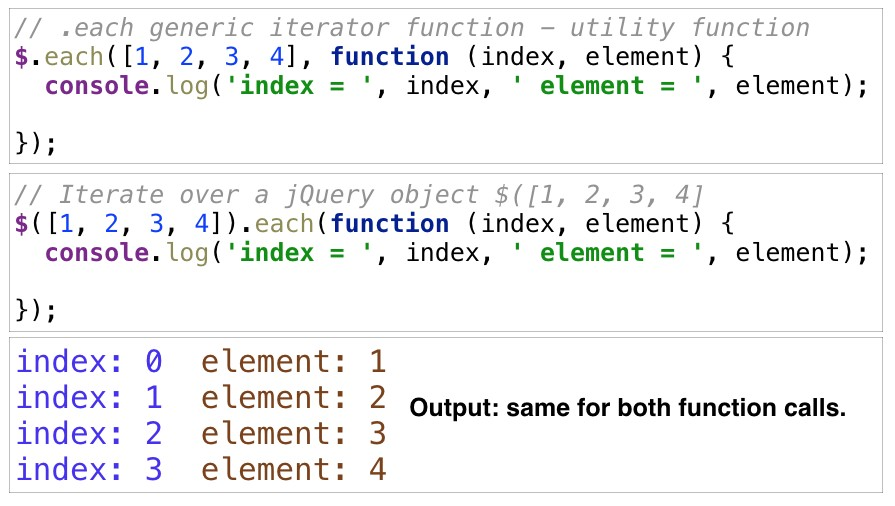 // .each generic iterator function – utility function
$.each([1, 2, 3, 4], function (index, element) {
  console.log('index = ', index, ' element = ', element);
});
// Iterate over a jQuery object $([1, 2, 3, 4]
$([1, 2, 3, 4]).each(function (index, element) {
  console.log('index = ', index, ' element = ', element);
});
index: 0  element: 1
index: 1  element: 2
Output: same for both function calls.
index: 2  element: 3
index: 3  element: 4